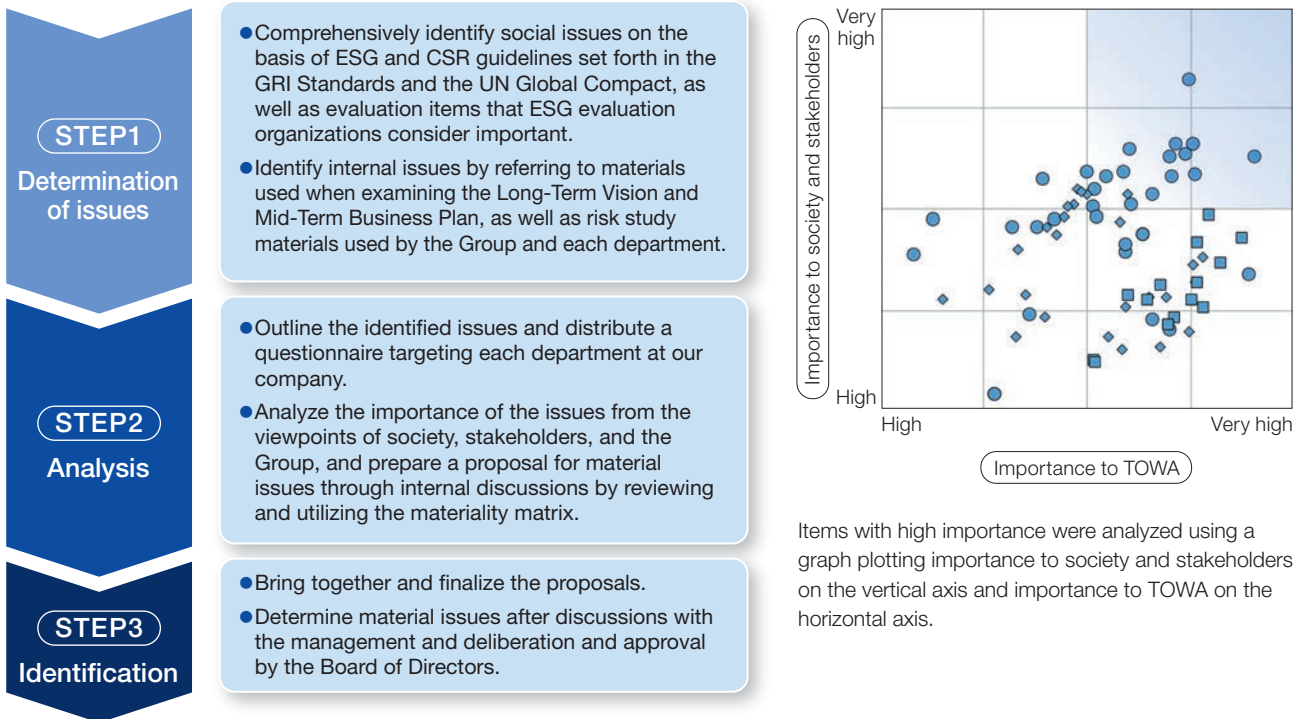 STEP1
Determination
of issues
●Comprehensively identify social issues on the
basis of ESG and CSR guidelines set forth in the
GRI Standards and the UN Global Compact, as
well as evaluation items that ESG evaluation
organizations consider important.
●Identify internal issues by referring to materials
used when examining the Long-Term Vision and
Mid-Term Business Plan, as well as risk study
materials used by the Group and each department.
STEP2
Analysis
●Outline the identified issues and distribute a
questionnaire targeting each department at our
company.
●Analyze the importance of the issues from the
viewpoints of society, stakeholders, and the
Group, and prepare a proposal for material
issues through internal discussions by reviewing
and utilizing the materiality matrix.
STEP3
Identification
●Bring together and finalize the proposals.
●Determine material issues after discussions with
the management and deliberation and approval
by the Board of Directors.
Very
high
Importance to society and stakeholders
High
High
Very high
Importance to TOWA
Items with high importance were analyzed using a
graph plotting importance to society and stakeholders
on the vertical axis and importance to TOWA on the
horizontal axis.